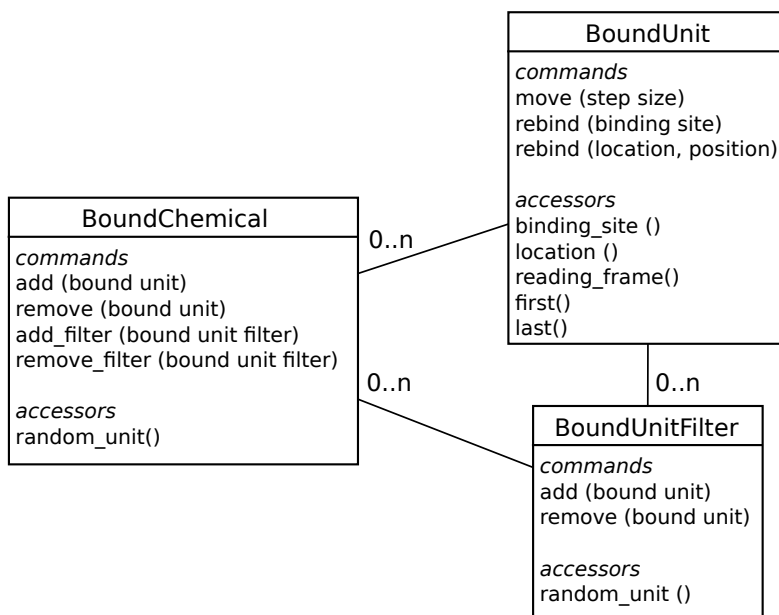 BoundUnit
commands
move (step size)
rebind (binding site)
rebind (location, position)
accessors
binding_site ()
location ()
reading_frame()
first()
last()
BoundChemical
commands
add (bound unit)
remove (bound unit)
add_filter (bound unit filter)
remove_filter (bound unit filter)
accessors
random_unit()
0..n
0..n
0..n
BoundUnitFilter
commands
add (bound unit)
remove (bound unit)
accessors
random_unit ()